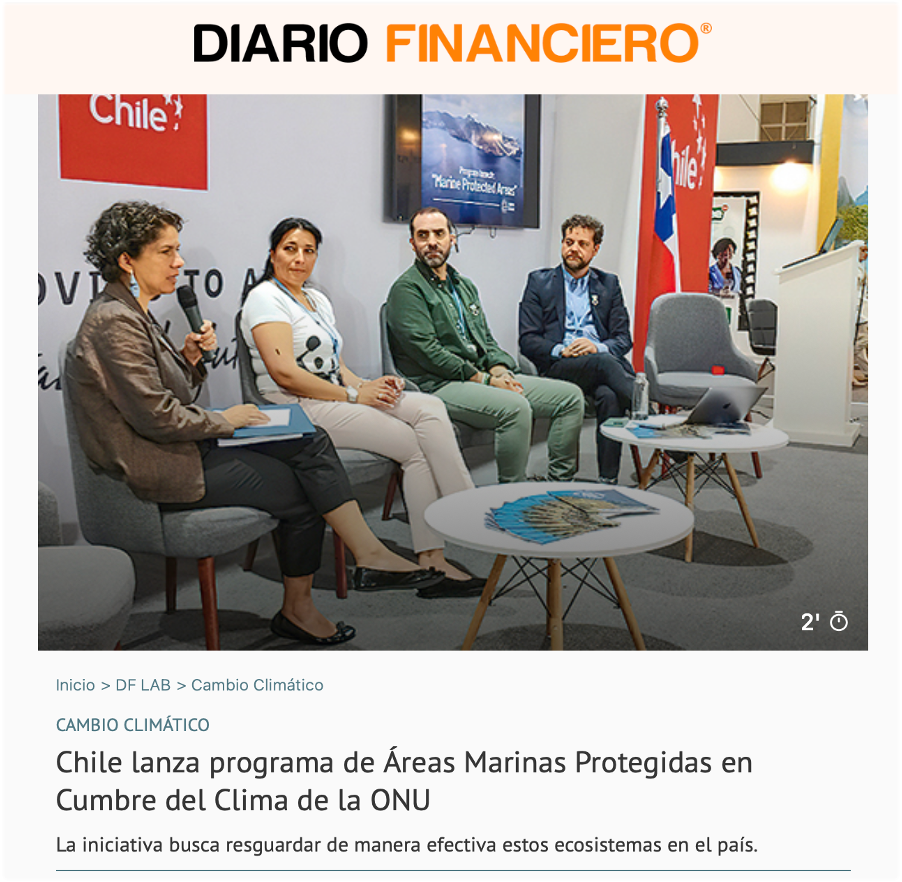 DIARIO FINANCIERO®
Chile
Program launch:
"Marine Protected Areas"
hile
2'
Inicio > DF LAB > Cambio Climático
CAMBIO CLIMÁTICO
Chile lanza programa de Áreas Marinas Protegidas en
Cumbre del Clima de la ONU
La iniciativa busca resguardar de manera efectiva estos ecosistemas en el país.